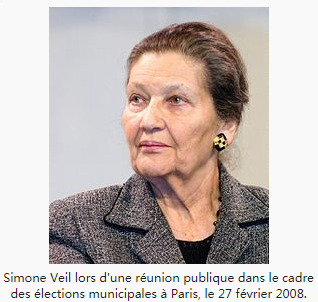 Simone Veil lors d'une réunion publique dans le cadre
des élections municipales à Paris, le 27 février 2008.